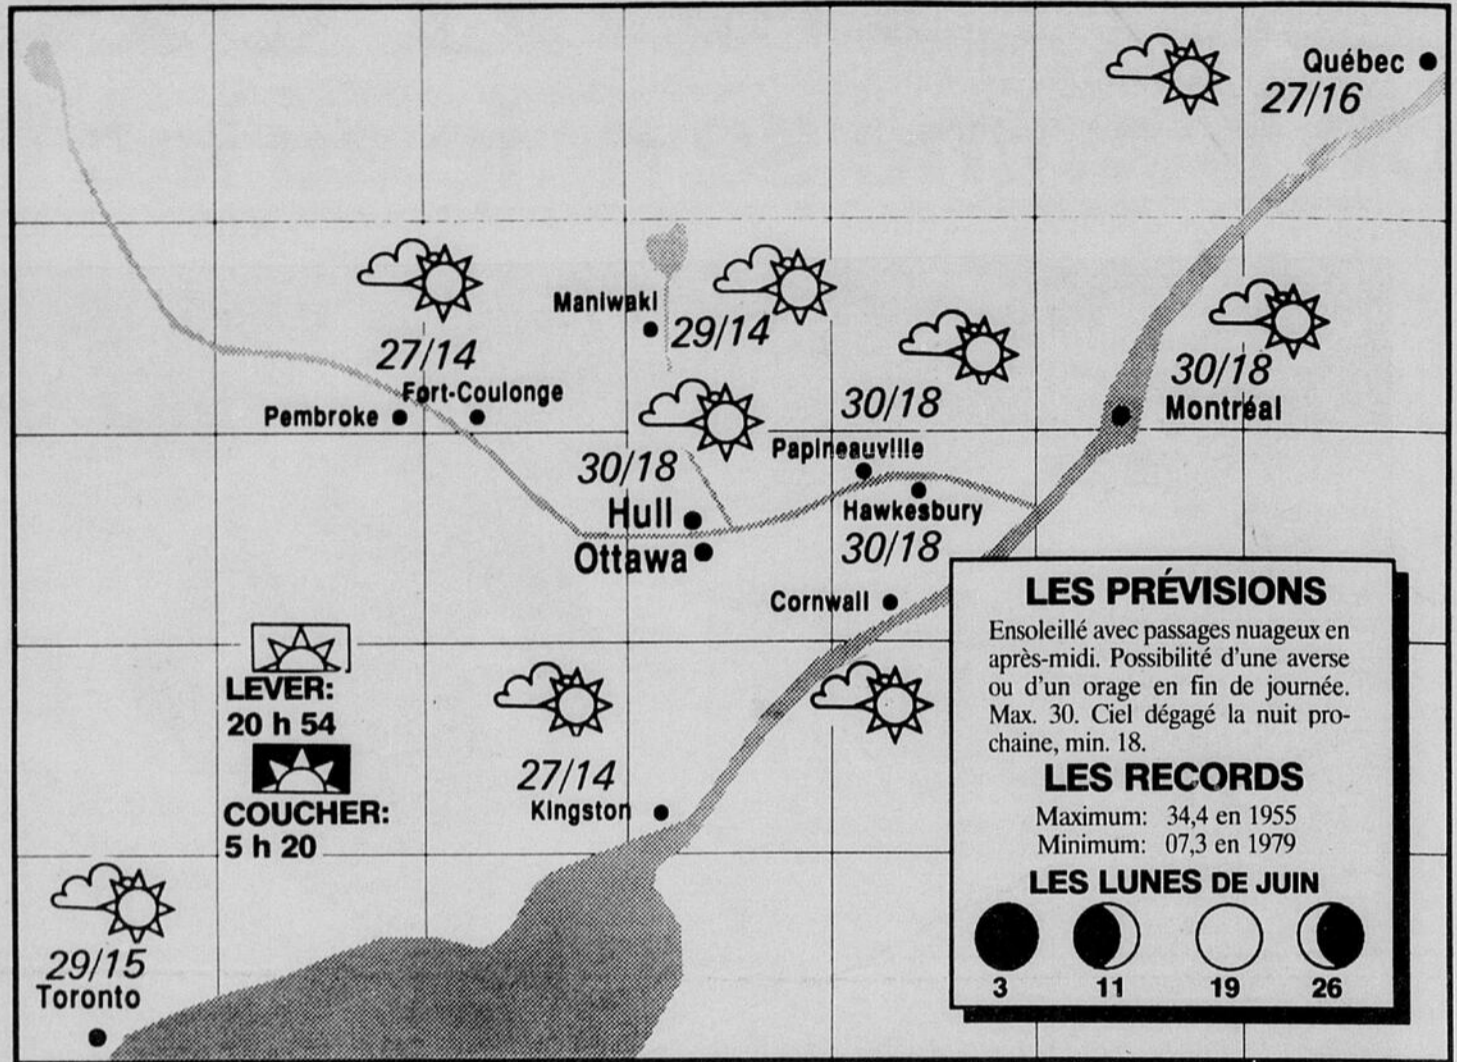 Québec
27/16
Maniwaki
29/14
27/14
Fort-Coulonge
Pembroke
30/18
Montréal
30/18
Papineauville
30/18
Hull
Ottawa
Hawkesbury
30/18
Cornwall
LEVER:
20 h 54
COUCHER:
5 h 20
27/14
Kingston
29/15
Toronto
LES PRÉVISIONS
Ensoleillé avec passages nuageux en
après-midi. Possibilité d'une averse
ou d'un orage en fin de journée.
Max. 30. Ciel dégagé la nuit pro-
chaine, min. 18.
LES RECORDS
Maximum: 34,4 en 1955
Minimum: 07,3 en 1979
LES LUNES DE JUIN
3 11 19 26